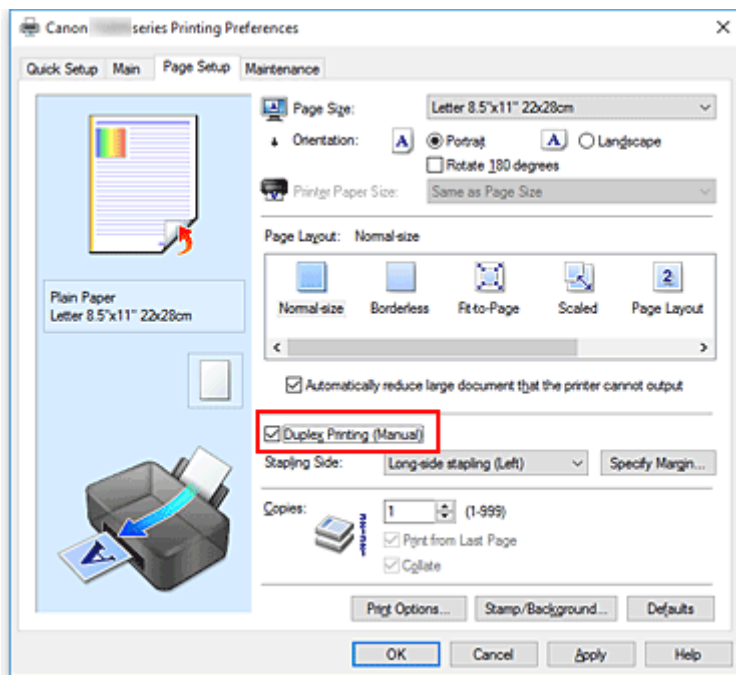 Canon series Printing Preferences
Quick Setup Main Page Setup Maintenance
Page Size: Letter 8.5"x11" 22x28cm
Orientation: A Portrait A Landscape
Rotate 180 degrees
Printer Paper Size: Same as Page Size
Page Layout: Normal-size
2
Normal-size Borderless Fit-to-Page Scaled Page Layout
Plain Paper
Letter 8.5"x11" 22x28cm
Automatically reduce large document that the printer cannot output
Duplex Printing (Manual)
Stapling Side: Long-side stapling (Left) Specify Margin...
Copies: 1 (1-999)
Print from Last Page
Collate
A
Print Options... Stamp/Background... Defaults
OK Cancel Apply Help